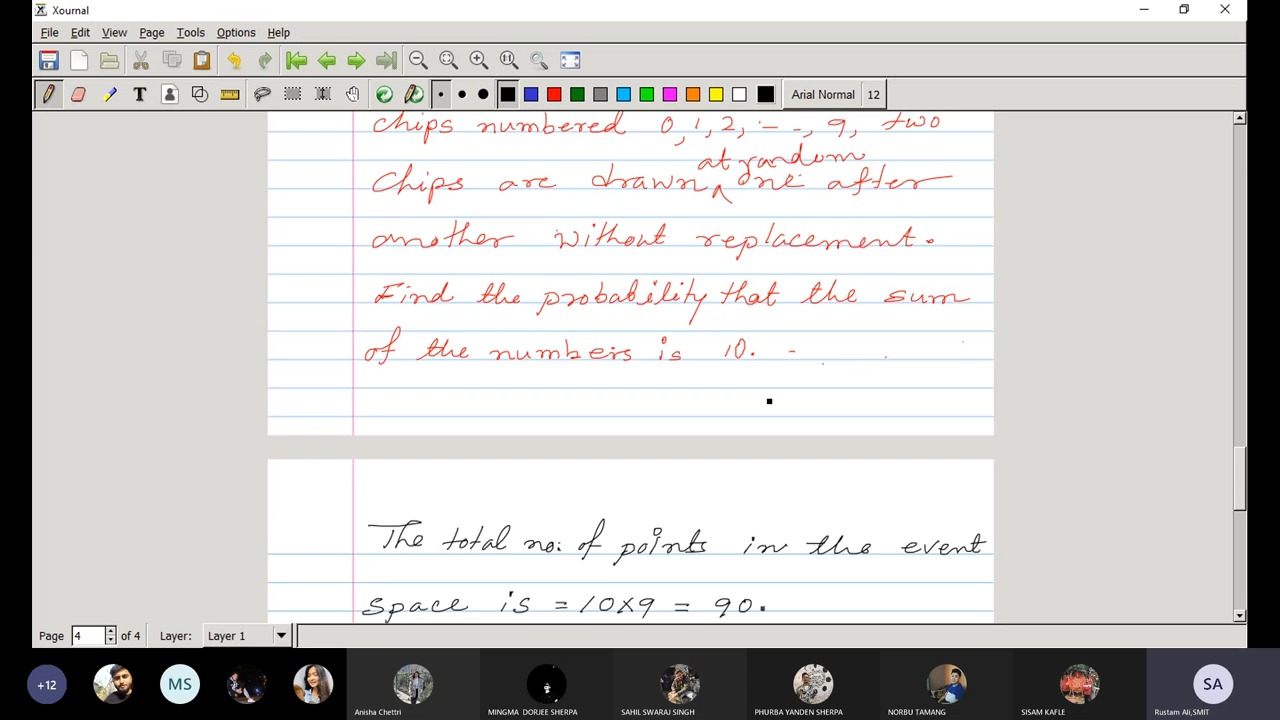 Xournal
File Edit View Page Tools Options Help
Arial Normal 12
chips numbered 0, 1, 2, - -, 9, two
at random
chips are drawn ^ one after
another without replacement.
Find the probability that the sum
of the numbers is 10.
The total no. of points in the event
space is = 10X9 = 90.
Page 4 of 4 Layer: Layer 1
+12 MS SA
Anisha Chettri MINGMA DORJEE SHERPA SAHIL SWARAJ SINGH PHURBA YANDEN SHERPA NORBU TAMANG SISAM KAFLE Rustam Ali,SMIT